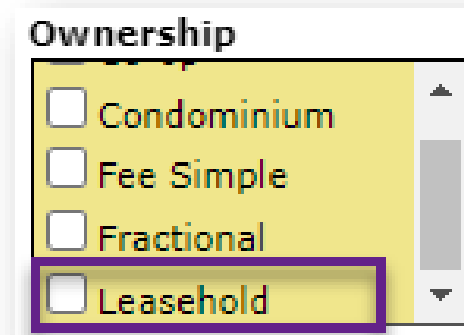 Ownership
Condominium
Fee Simple
Fractional
Leasehold